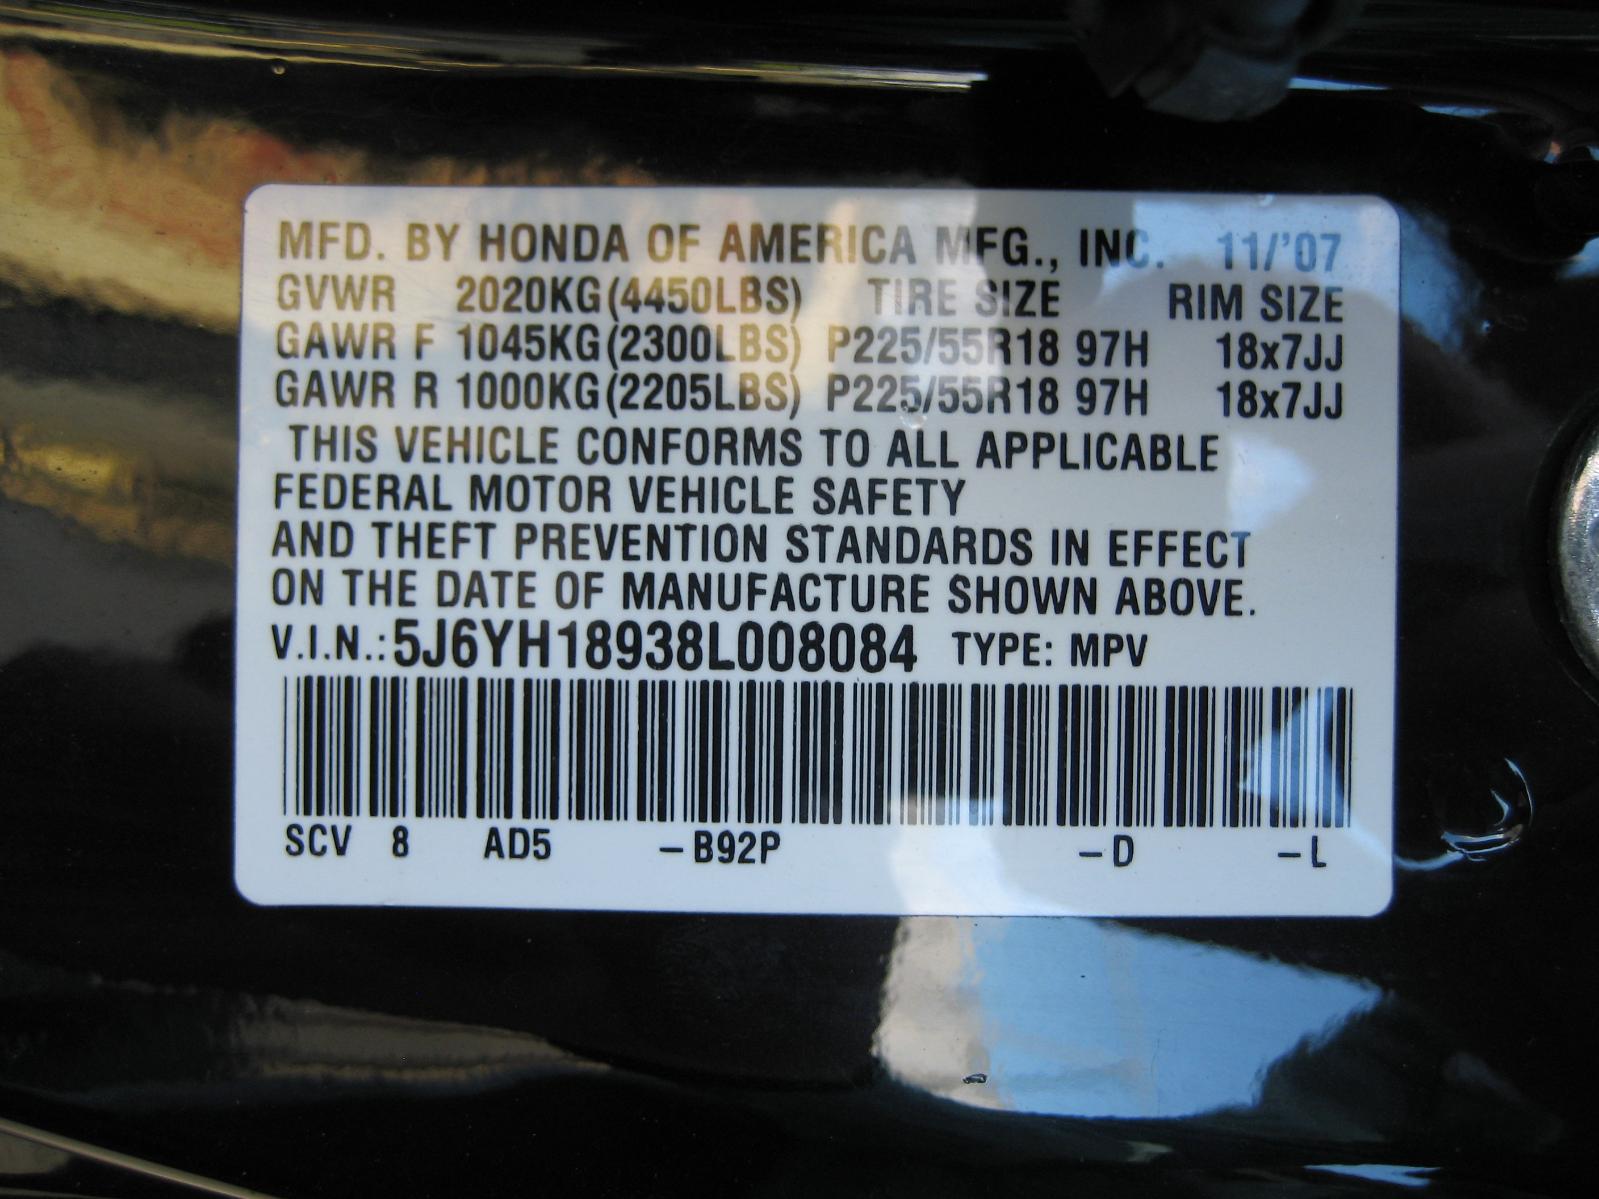 MFD. BY HONDA OF AMERICA MFG., INC. 11/'07
GVWR 2020KG(4450LBS) TIRE SIZE RIM SIZE
GAWR F 1045KG(2300LBS) P225/55R18 97H 18x7JJ
GAWR R 1000KG(2205LBS) P225/55R18 97H 18x7JJ
THIS VEHICLE CONFORMS TO ALL APPLICABLE
FEDERAL MOTOR VEHICLE SAFETY
AND THEFT PREVENTION STANDARDS IN EFFECT
ON THE DATE OF MANUFACTURE SHOWN ABOVE.
V.I.N.:5J6YH18938L008084 TYPE: MPV
SCV 8 AD5 –B92P –D –L